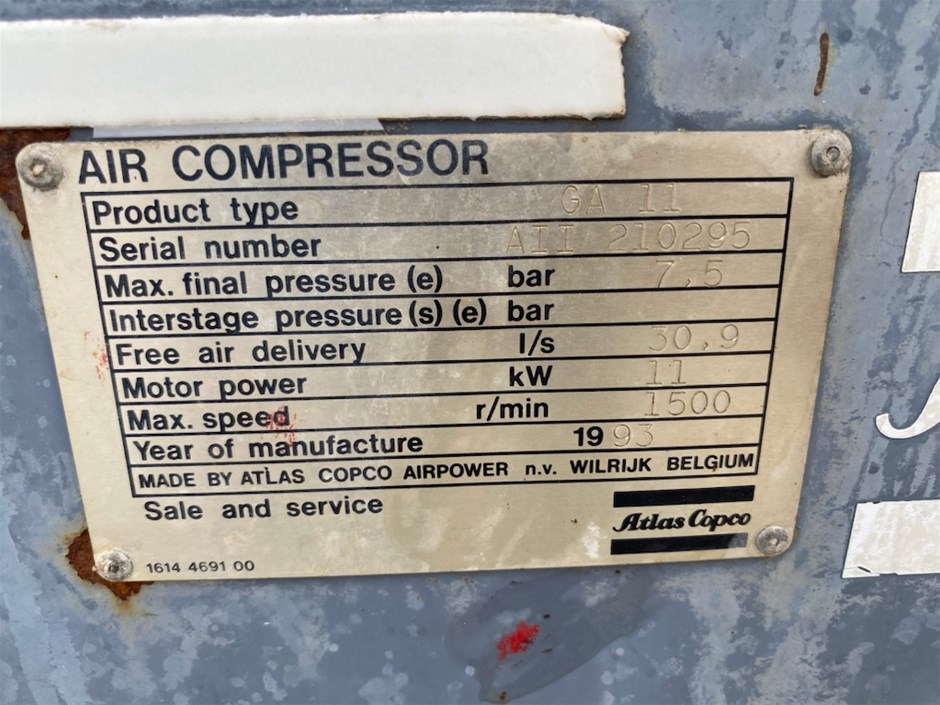 AIR COMPRESSOR
Product type GA 11
Serial number AII 210295
Max. final pressure (e) bar 7,5
Interstage pressure (s) (e) bar
Free air delivery l/s 30,9
Motor power kW 11
Max. speed r/min 1500
Year of manufacture 1993
MADE BY ATLAS COPCO AIRPOWER n.v. WILRIJK BELGIUM
Sale and service
Atlas Copco
1614 4691 00